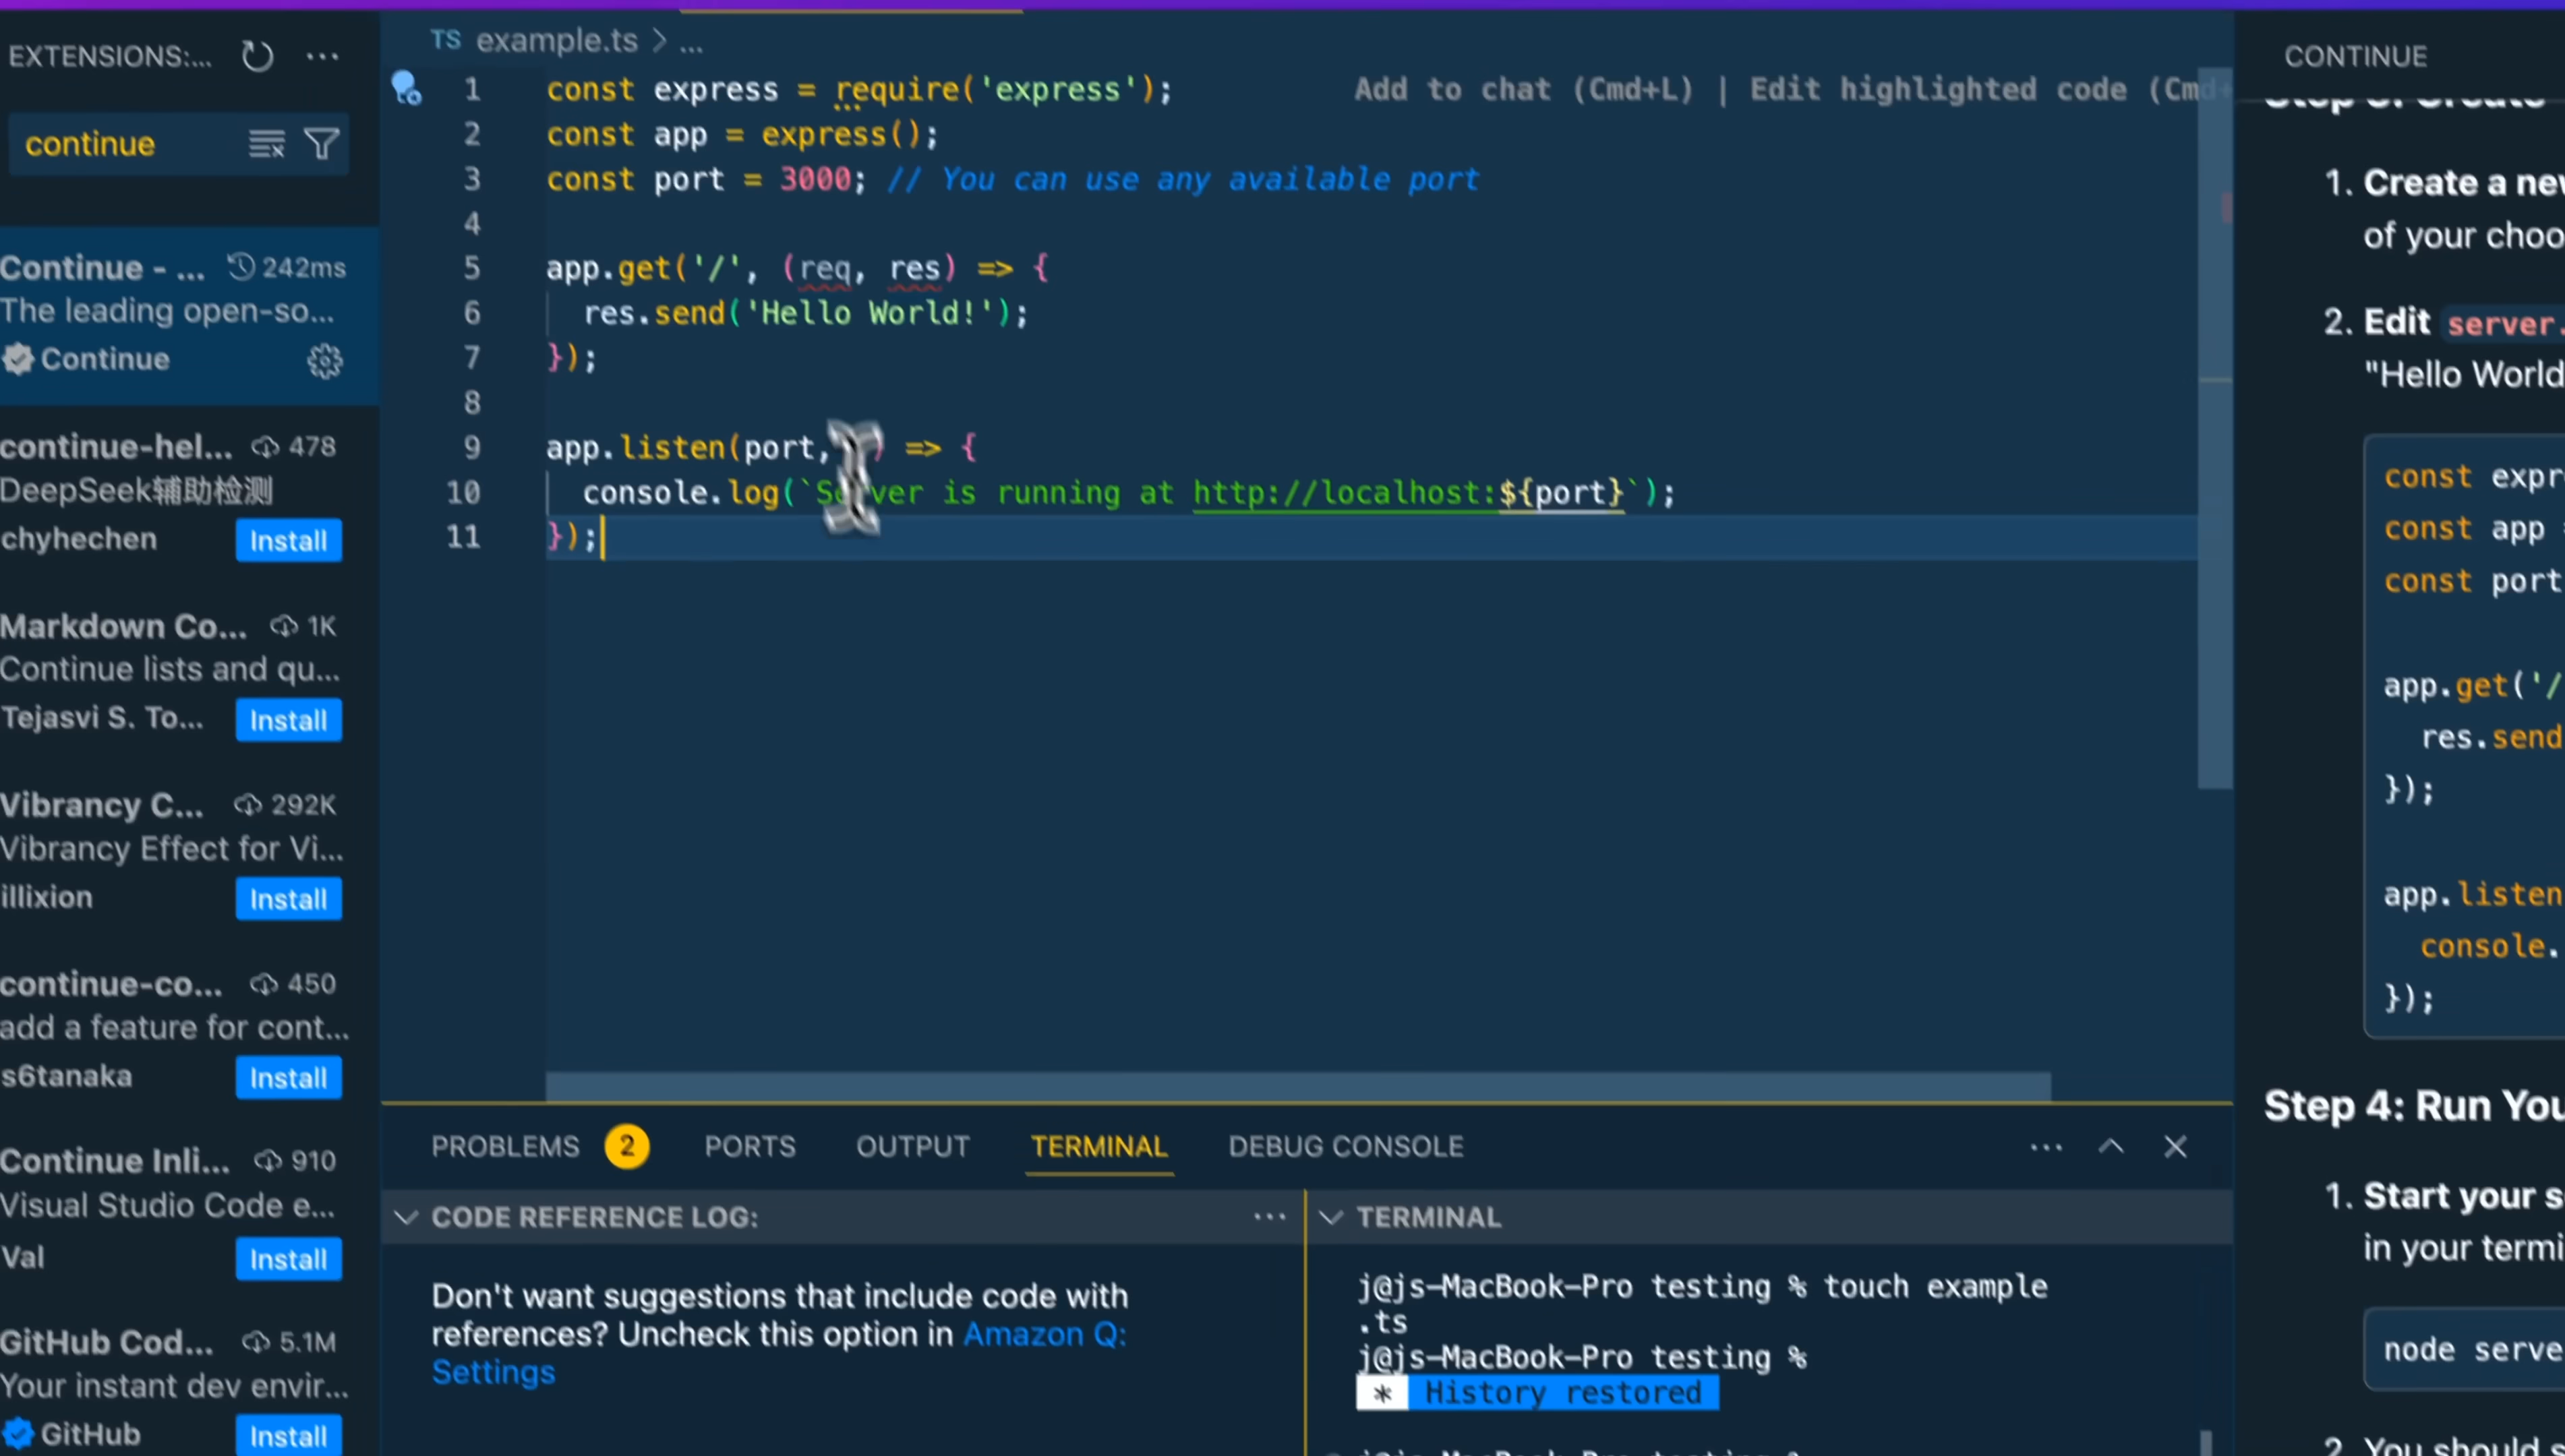 EXTENSIONS:...
continue
Continue - ... 242ms
The leading open-so...
Continue
continue-hel... 478
DeepSeek辅助检测
chyhechen Install
Markdown Co... 1K
Continue lists and qu...
Tejasvi S. To... Install
Vibrancy C... 292K
Vibrancy Effect for Vi...
illixion Install
continue-co... 450
add a feature for cont...
s6tanaka Install
Continue Inli... 910
Visual Studio Code e...
Val Install
GitHub Cod... 5.1M
Your instant dev envir...
GitHub Install
TS example.ts > ...
1 const express = require('express'); Add to chat (Cmd+L) | Edit highlighted code (Cmd+
2 const app = express();
3 const port = 3000; // You can use any available port
4
5 app.get('/', (req, res) => {
6 res.send('Hello World!');
7 });
8
9 app.listen(port, ) => {
10 console.log(`Server is running at http://localhost:${port}`);
11 });
PROBLEMS 2 PORTS OUTPUT TERMINAL DEBUG CONSOLE
CODE REFERENCE LOG:
Don't want suggestions that include code with
references? Uncheck this option in Amazon Q:
Settings
TERMINAL
j@js-MacBook-Pro testing % touch example
.ts
j@js-MacBook-Pro testing %
* History restored
CONTINUE
1. Create a new
of your choo
2. Edit server.
"Hello World
const expr
const app
const port
app.get('/
res.send
});
app.listen
console.
});
Step 4: Run You
1. Start your s
in your termi
node serve
2. You should s